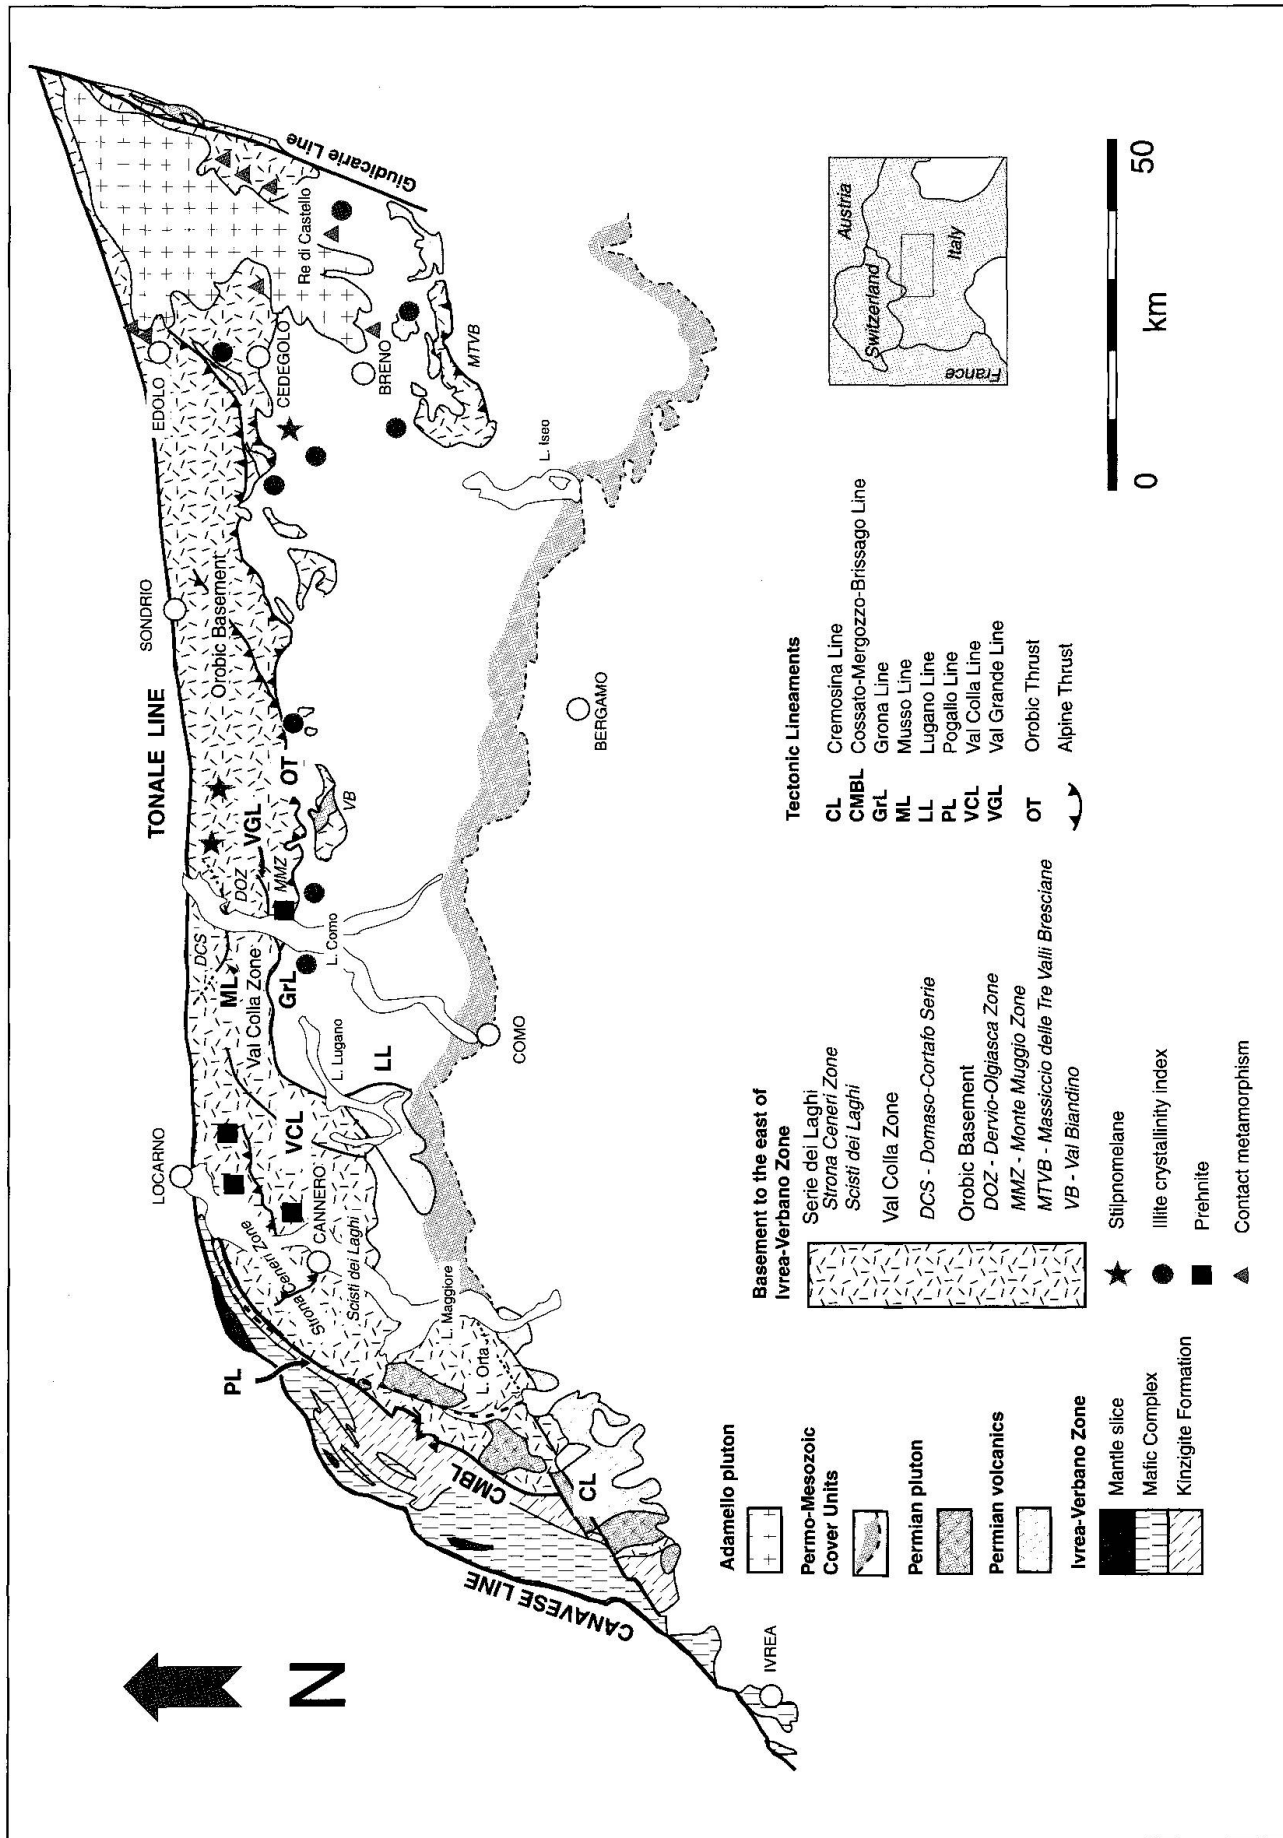 N
TONALE LINE
CANAVESE LINE
Giudicarie Line
LOCARNO
SONDRIO
EDOLO
CEDEGOLO
BRENO
Re di Castello
MTVB
Orobic Basement
VGL
OT
VB
DOZ
MMZ
DCS
ML
Val Colla Zone
GrL
L. Como
L. Lugano
LL
VCL
CANNERO
Strona Ceneri Zone
Scisti dei Laghi
L. Maggiore
L. Orta
PL
CMBL
CL
IVREA
COMO
BERGAMO
L. Iseo
Adamello pluton
Permo-Mesozoic
Cover Units
Permian pluton
Permian volcanics
Ivrea-Verbano Zone
Mantle slice
Mafic Complex
Kinzigite Formation
Basement to the east of
Ivrea-Verbano Zone
Serie dei Laghi
Strona Ceneri Zone
Scisti dei Laghi
Val Colla Zone
DCS - Domaso-Cortafo Serie
Orobic Basement
DOZ - Dervio-Olgiasca Zone
MMZ - Monte Muggio Zone
MTVB - Massiccio delle Tre Valli Bresciane
VB - Val Biandino
Stilpnomelane
Illite crystallinity index
Prehnite
Contact metamorphism
Tectonic Lineaments
CL Cremosina Line
CMBL Cossato-Mergozzo-Brissago Line
GrL Grona Line
ML Musso Line
LL Lugano Line
PL Pogallo Line
VCL Val Colla Line
VGL Val Grande Line
OT Orobic Thrust
Alpine Thrust
Switzerland
Austria
France
Italy
0
km
50